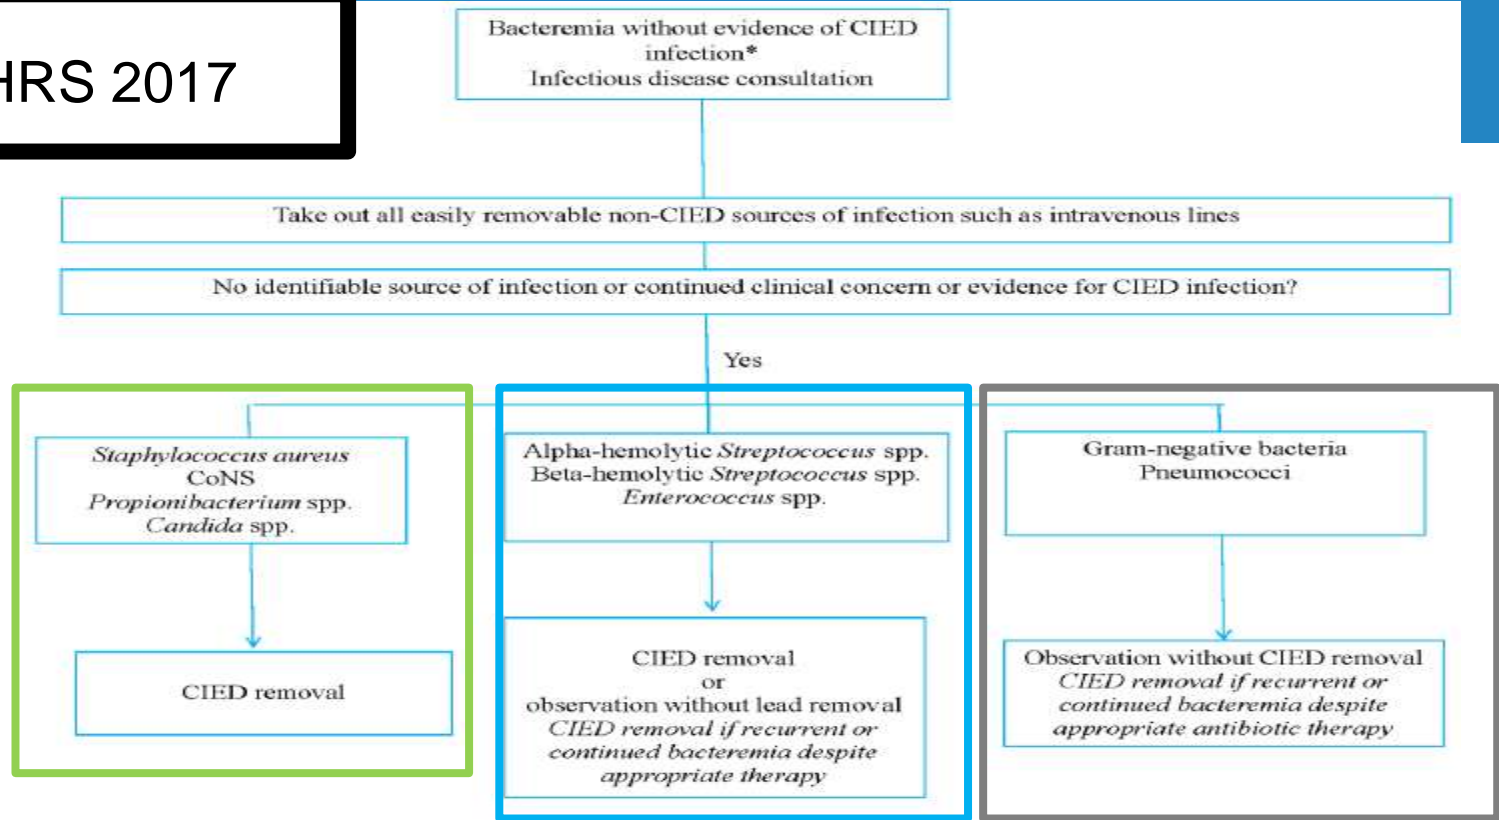 HRS 2017
Bacteremia without evidence of CIED
infection*
Infectious disease consultation
Take out all easily removable non-CIED sources of infection such as intravenous lines
No identifiable source of infection or continued clinical concern or evidence for CIED infection?
Yes
Staphylococcus aureus
CoNS
Propionibacterium spp.
Candida spp.
CIED removal
Alpha-hemolytic Streptococcus spp.
Beta-hemolytic Streptococcus spp.
Enterococcus spp.
CIED removal
or
observation without lead removal
CIED removal if recurrent or
continued bacteremia despite
appropriate therapy
Gram-negative bacteria
Pneumococci
Observation without CIED removal
CIED removal if recurrent or
continued bacteremia despite
appropriate antibiotic therapy